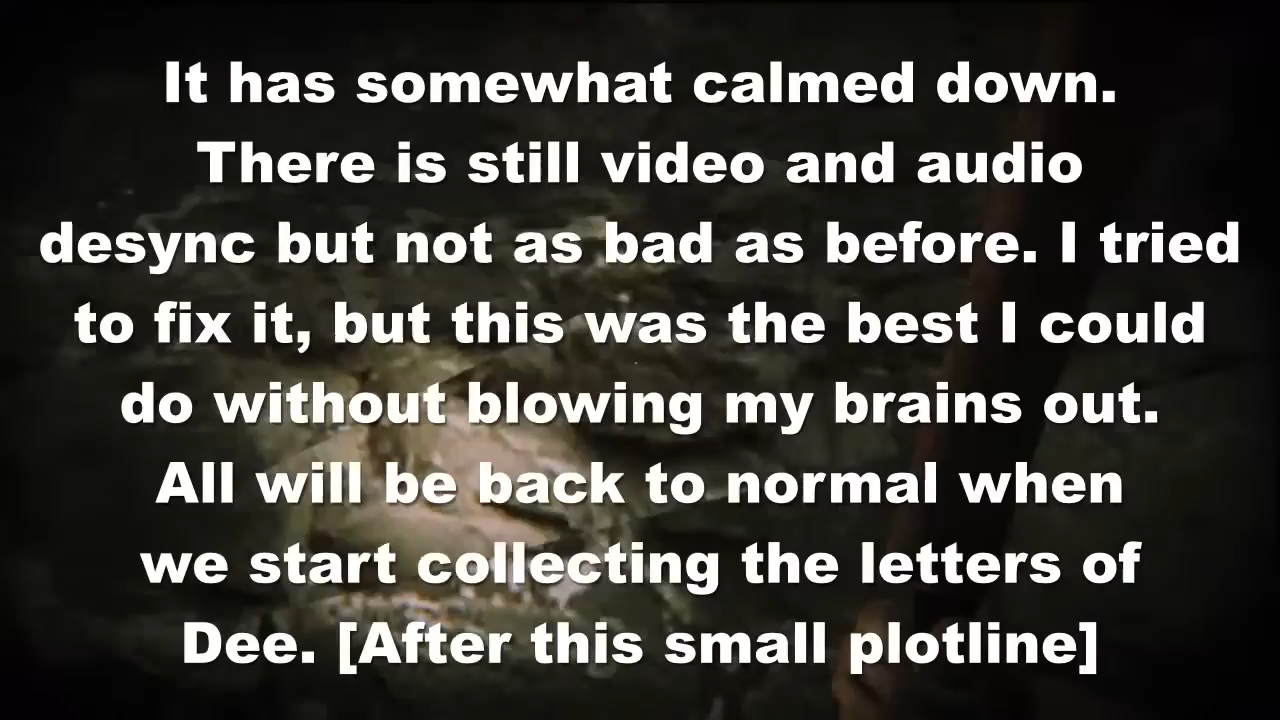 It has somewhat calmed down.
There is still video and audio
desync but not as bad as before. I tried
to fix it, but this was the best I could
do without blowing my brains out.
All will be back to normal when
we start collecting the letters of
Dee. [After this small plotline]